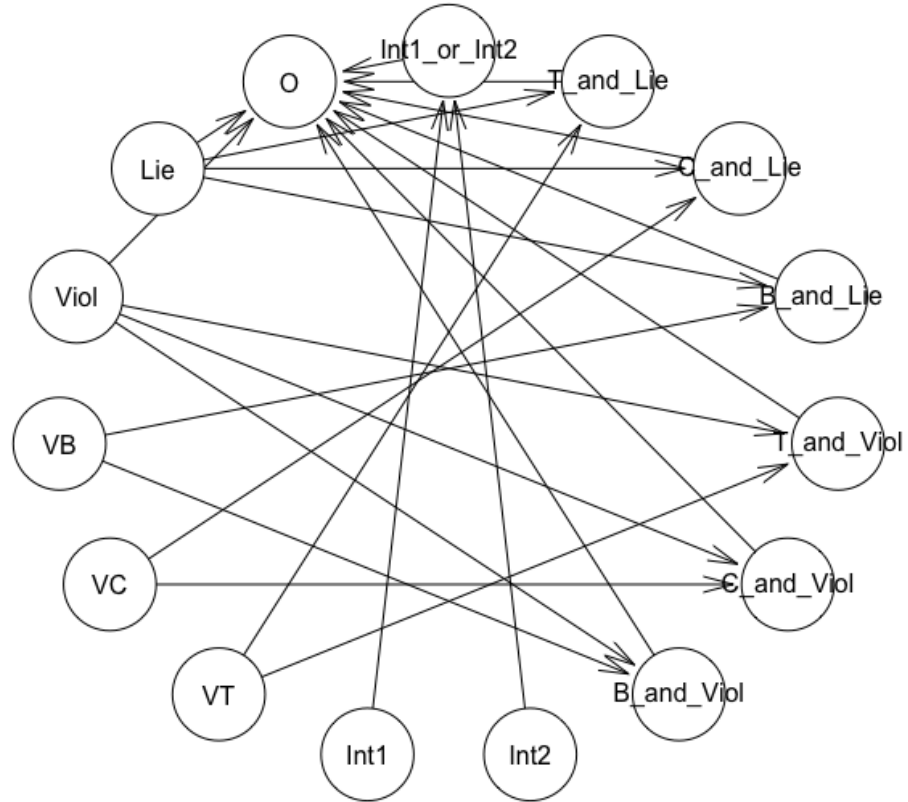 Int1_or_Int2
O
T_and_Lie
Lie
C_and_Lie
Viol
B_and_Lie
VB
T_and_Viol
VC
C_and_Viol
VT
B_and_Viol
Int1
Int2